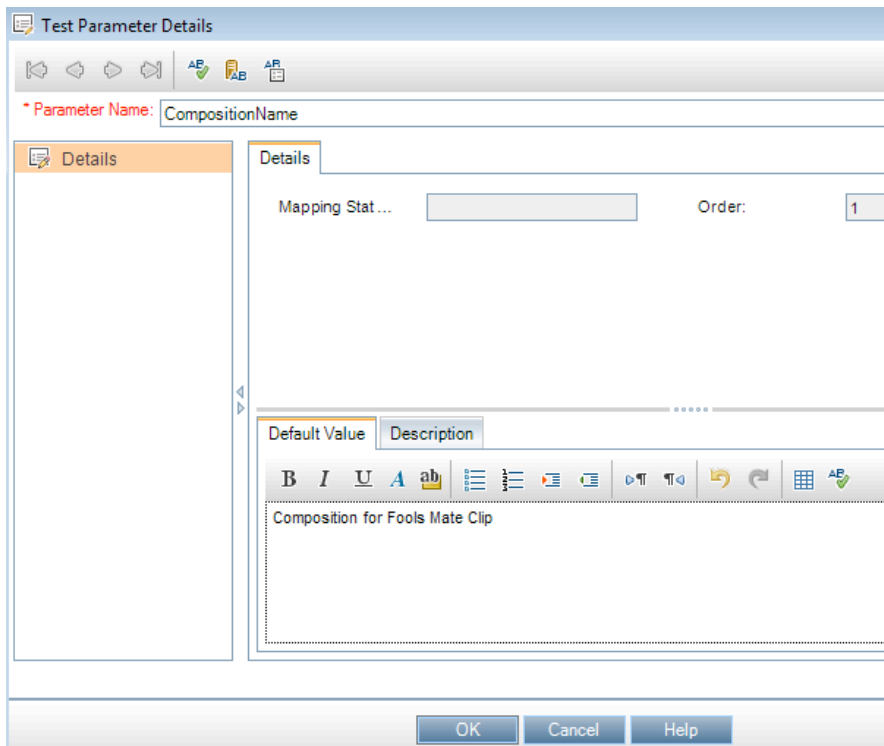 Test Parameter Details
* Parameter Name: CompositionName
Details
Details
Mapping Stat ... Order: 1
Default Value Description
B I U A ab
Composition for Fools Mate Clip
OK Cancel Help